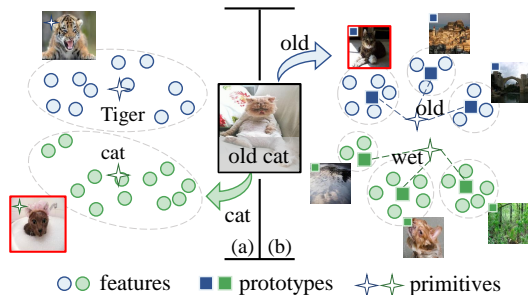 old
Tiger
old
cat
old cat
wet
cat
(a)
(b)
features
prototypes
primitives